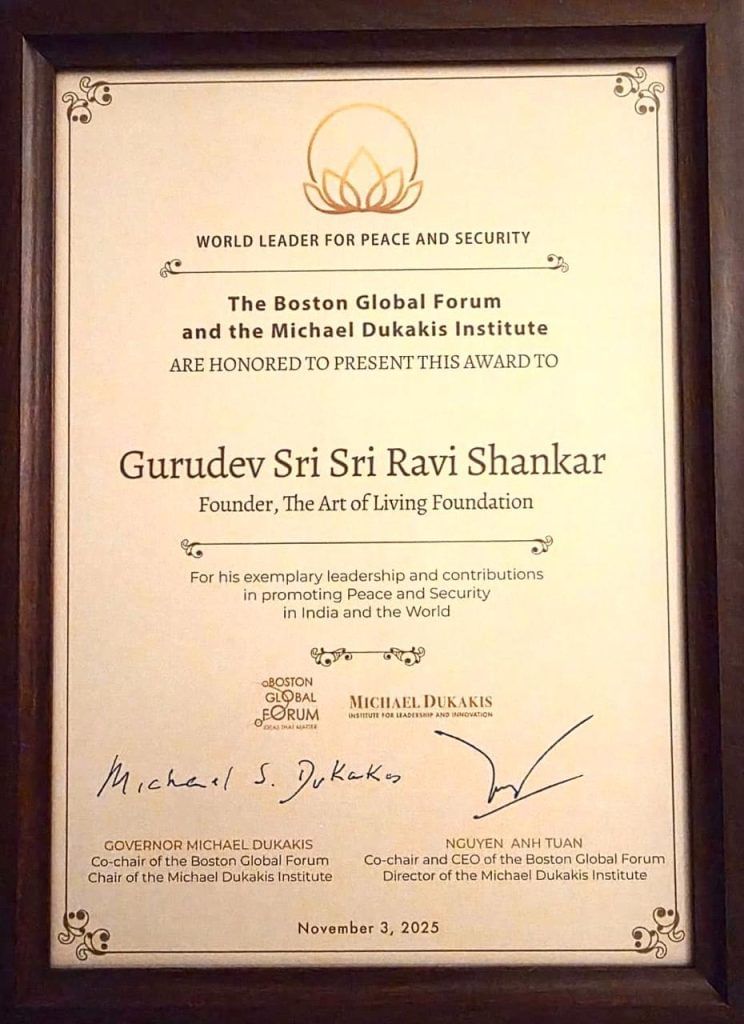 WORLD LEADER FOR PEACE AND SECURITY
The Boston Global Forum
and the Michael Dukakis Institute
ARE HONORED TO PRESENT THIS AWARD TO
Gurudev Sri Sri Ravi Shankar
Founder, The Art of Living Foundation
For his exemplary leadership and contributions
in promoting Peace and Security
in India and the World
BOSTON
GLOBAL
FORUM
IDEAS THAT MATTER
MICHAEL DUKAKIS
INSTITUTE FOR LEADERSHIP AND INNOVATION
Michael S. Dukakis
GOVERNOR MICHAEL DUKAKIS
Co-chair of the Boston Global Forum
Chair of the Michael Dukakis Institute
NGUYEN ANH TUAN
Co-chair and CEO of the Boston Global Forum
Director of the Michael Dukakis Institute
November 3, 2025